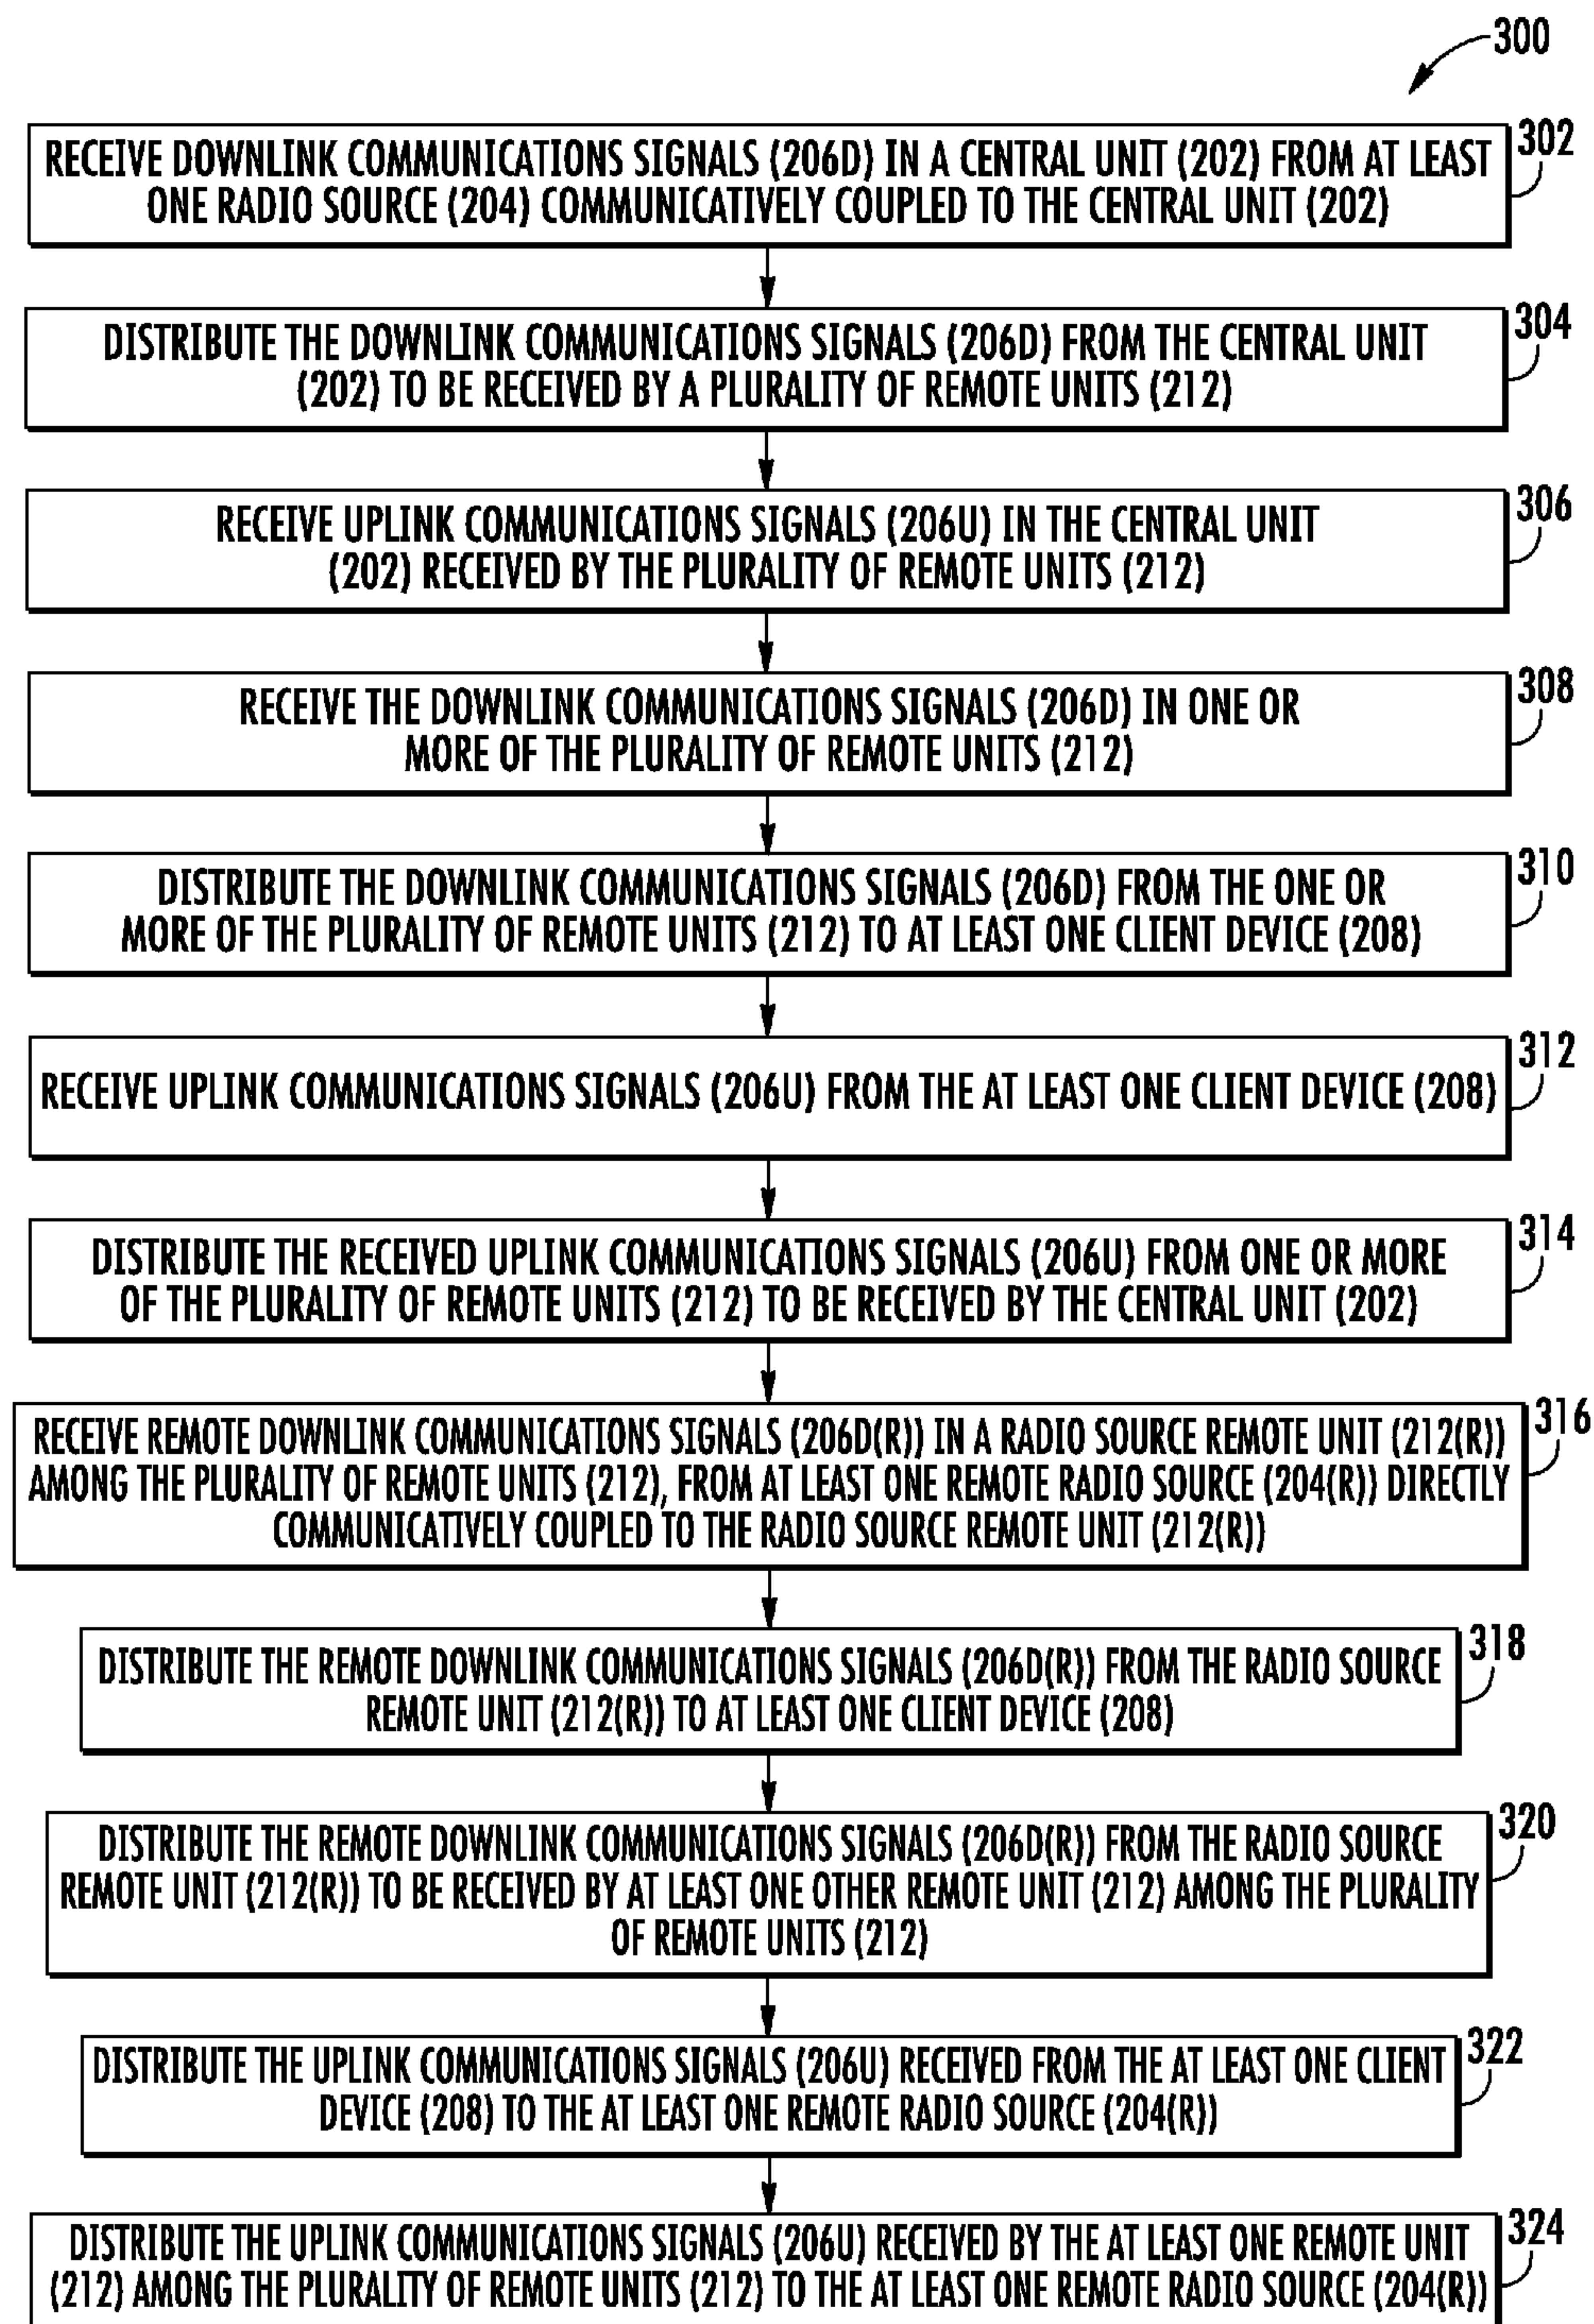 300
302
RECEIVE DOWNLINK COMMUNICATIONS SIGNALS (206D) IN A CENTRAL UNIT (202) FROM AT LEAST
ONE RADIO SOURCE (204) COMMUNICATIVELY COUPLED TO THE CENTRAL UNIT (202)
304
DISTRIBUTE THE DOWNLINK COMMUNICATIONS SIGNALS (206D) FROM THE CENTRAL UNIT
(202) TO BE RECEIVED BY A PLURALITY OF REMOTE UNITS (212)
306
RECEIVE UPLINK COMMUNICATIONS SIGNALS (206U) IN THE CENTRAL UNIT
(202) RECEIVED BY THE PLURALITY OF REMOTE UNITS (212)
308
RECEIVE THE DOWNLINK COMMUNICATIONS SIGNALS (206D) IN ONE OR
MORE OF THE PLURALITY OF REMOTE UNITS (212)
310
DISTRIBUTE THE DOWNLINK COMMUNICATIONS SIGNALS (206D) FROM THE ONE OR
MORE OF THE PLURALITY OF REMOTE UNITS (212) TO AT LEAST ONE CLIENT DEVICE (208)
312
RECEIVE UPLINK COMMUNICATIONS SIGNALS (206U) FROM THE AT LEAST ONE CLIENT DEVICE (208)
314
DISTRIBUTE THE RECEIVED UPLINK COMMUNICATIONS SIGNALS (206U) FROM ONE OR MORE
OF THE PLURALITY OF REMOTE UNITS (212) TO BE RECEIVED BY THE CENTRAL UNIT (202)
316
RECEIVE REMOTE DOWNLINK COMMUNICATIONS SIGNALS (206D(R)) IN A RADIO SOURCE REMOTE UNIT (212(R))
AMONG THE PLURALITY OF REMOTE UNITS (212), FROM AT LEAST ONE REMOTE RADIO SOURCE (204(R)) DIRECTLY
COMMUNICATIVELY COUPLED TO THE RADIO SOURCE REMOTE UNIT (212(R))
318
DISTRIBUTE THE REMOTE DOWNLINK COMMUNICATIONS SIGNALS (206D(R)) FROM THE RADIO SOURCE
REMOTE UNIT (212(R)) TO AT LEAST ONE CLIENT DEVICE (208)
320
DISTRIBUTE THE REMOTE DOWNLINK COMMUNICATIONS SIGNALS (206D(R)) FROM THE RADIO SOURCE
REMOTE UNIT (212(R)) TO BE RECEIVED BY AT LEAST ONE OTHER REMOTE UNIT (212) AMONG THE PLURALITY
OF REMOTE UNITS (212)
322
DISTRIBUTE THE UPLINK COMMUNICATIONS SIGNALS (206U) RECEIVED FROM THE AT LEAST ONE CLIENT
DEVICE (208) TO THE AT LEAST ONE REMOTE RADIO SOURCE (204(R))
324
DISTRIBUTE THE UPLINK COMMUNICATIONS SIGNALS (206U) RECEIVED BY THE AT LEAST ONE REMOTE UNIT
(212) AMONG THE PLURALITY OF REMOTE UNITS (212) TO THE AT LEAST ONE REMOTE RADIO SOURCE (204(R))